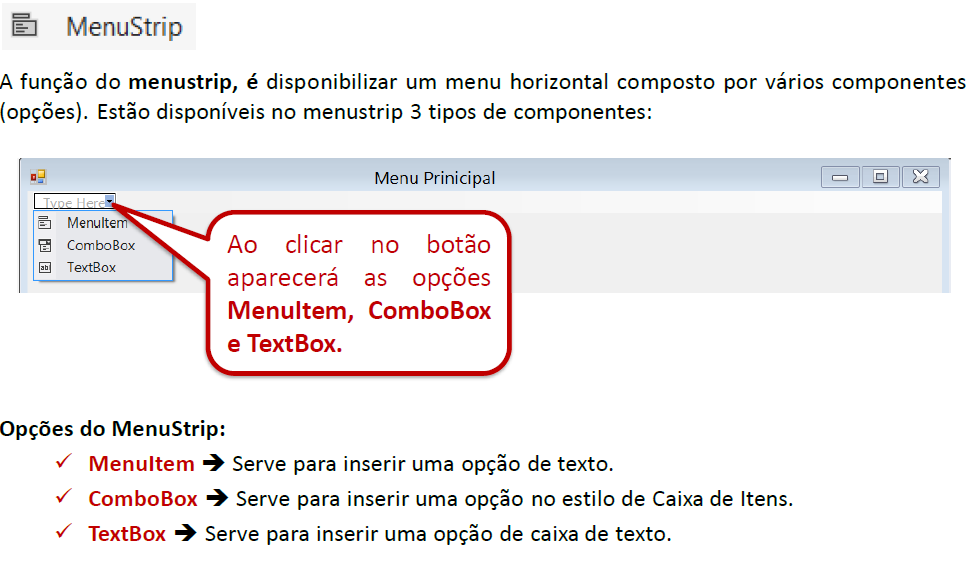 MenuStrip
A função do menustrip, é disponibilizar um menu horizontal composto por vários componentes
(opções). Estão disponíveis no menustrip 3 tipos de componentes:
Menu Prinicipal
Type Here
MenuItem
ComboBox
TextBox
Ao clicar no botão
aparecerá as opções
MenuItem, ComboBox
e TextBox.
Opções do MenuStrip:
✓ MenuItem ➔ Serve para inserir uma opção de texto.
✓ ComboBox ➔ Serve para inserir uma opção no estilo de Caixa de Itens.
✓ TextBox ➔ Serve para inserir uma opção de caixa de texto.